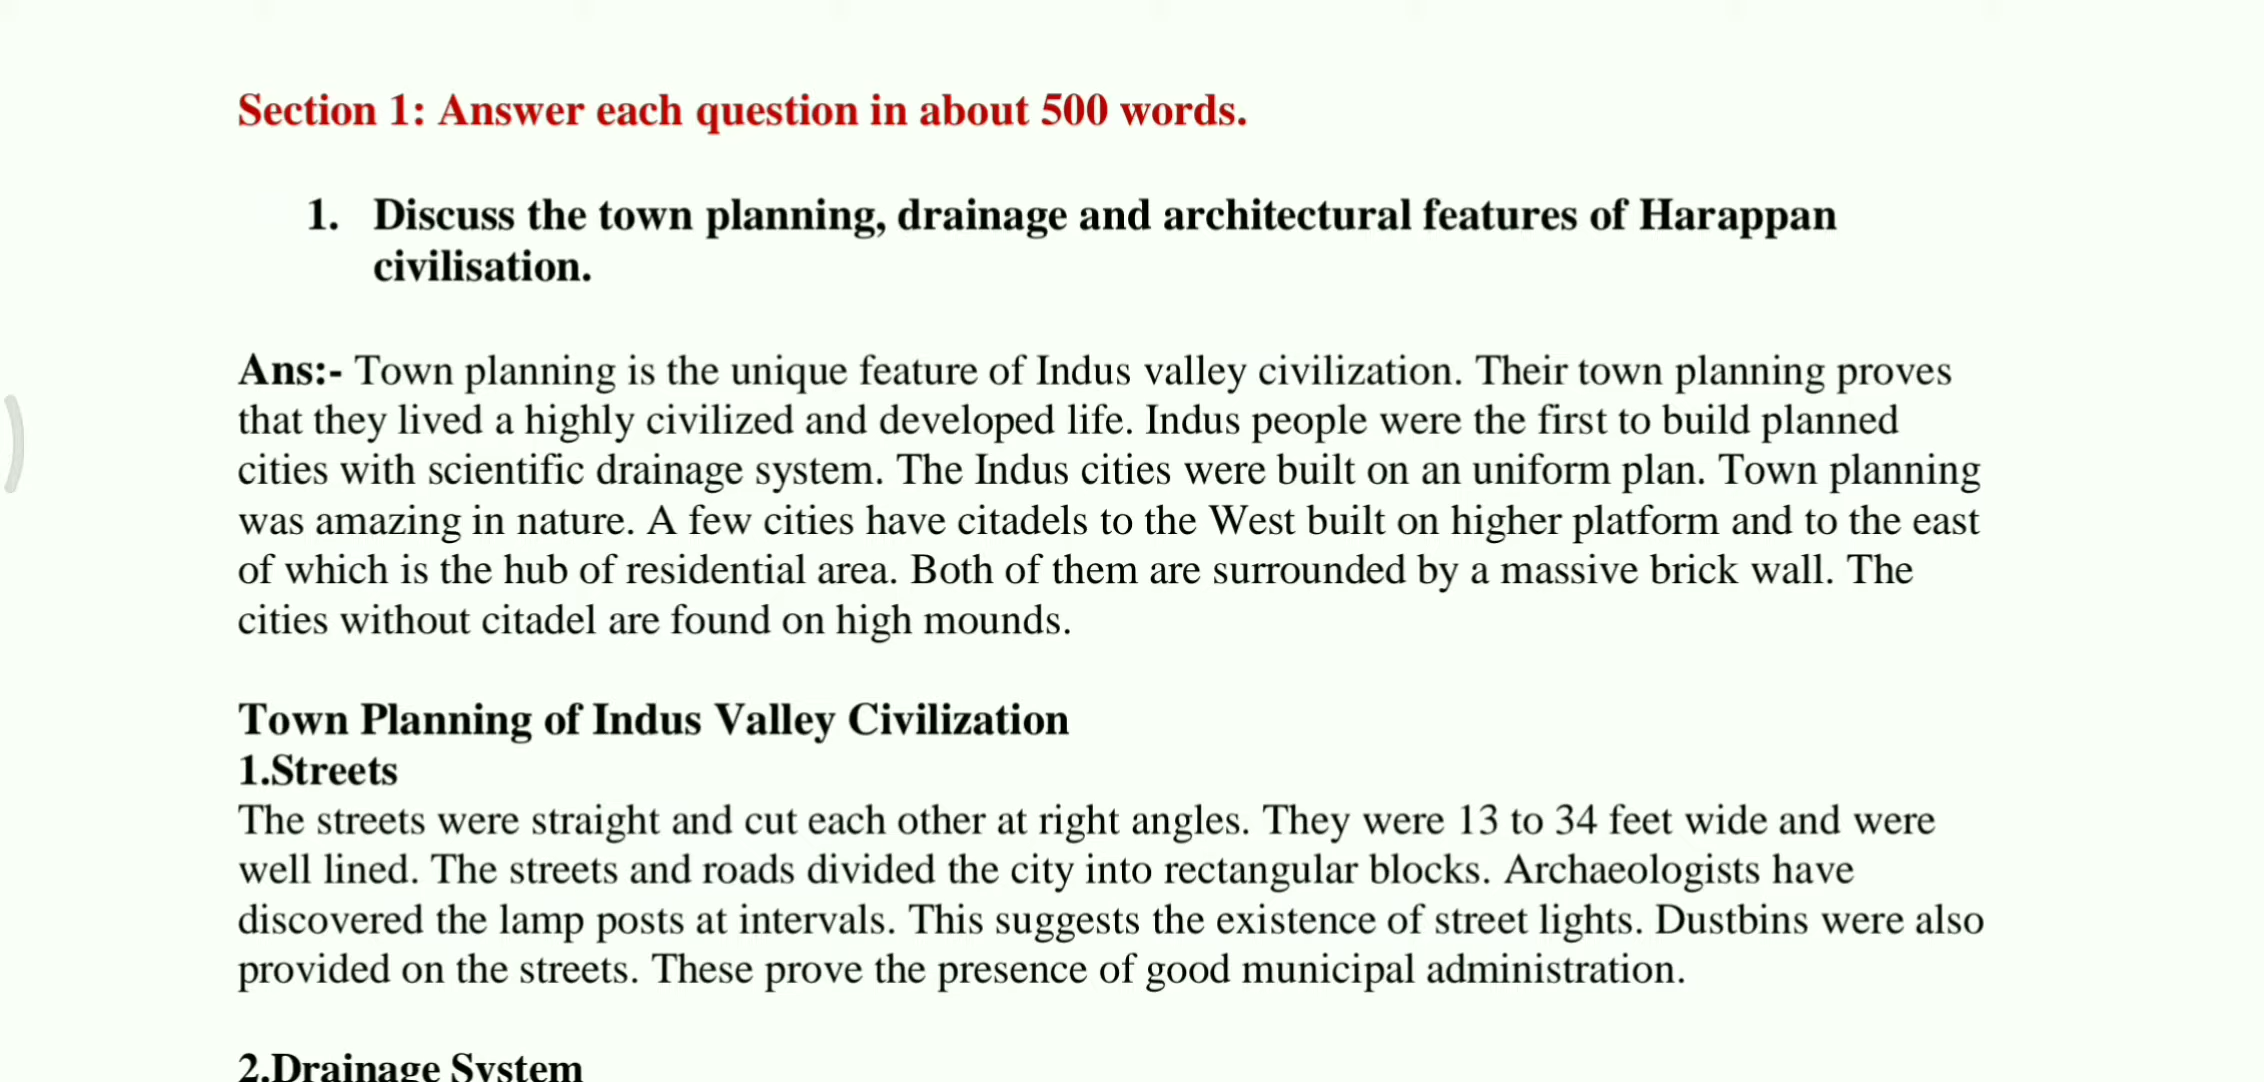 Section 1: Answer each question in about 500 words.
1. Discuss the town planning, drainage and architectural features of Harappan
civilisation.
Ans:- Town planning is the unique feature of Indus valley civilization. Their town planning proves
that they lived a highly civilized and developed life. Indus people were the first to build planned
cities with scientific drainage system. The Indus cities were built on an uniform plan. Town planning
was amazing in nature. A few cities have citadels to the West built on higher platform and to the east
of which is the hub of residential area. Both of them are surrounded by a massive brick wall. The
cities without citadel are found on high mounds.
Town Planning of Indus Valley Civilization
1.Streets
The streets were straight and cut each other at right angles. They were 13 to 34 feet wide and were
well lined. The streets and roads divided the city into rectangular blocks. Archaeologists have
discovered the lamp posts at intervals. This suggests the existence of street lights. Dustbins were also
provided on the streets. These prove the presence of good municipal administration.
2.Drainage System